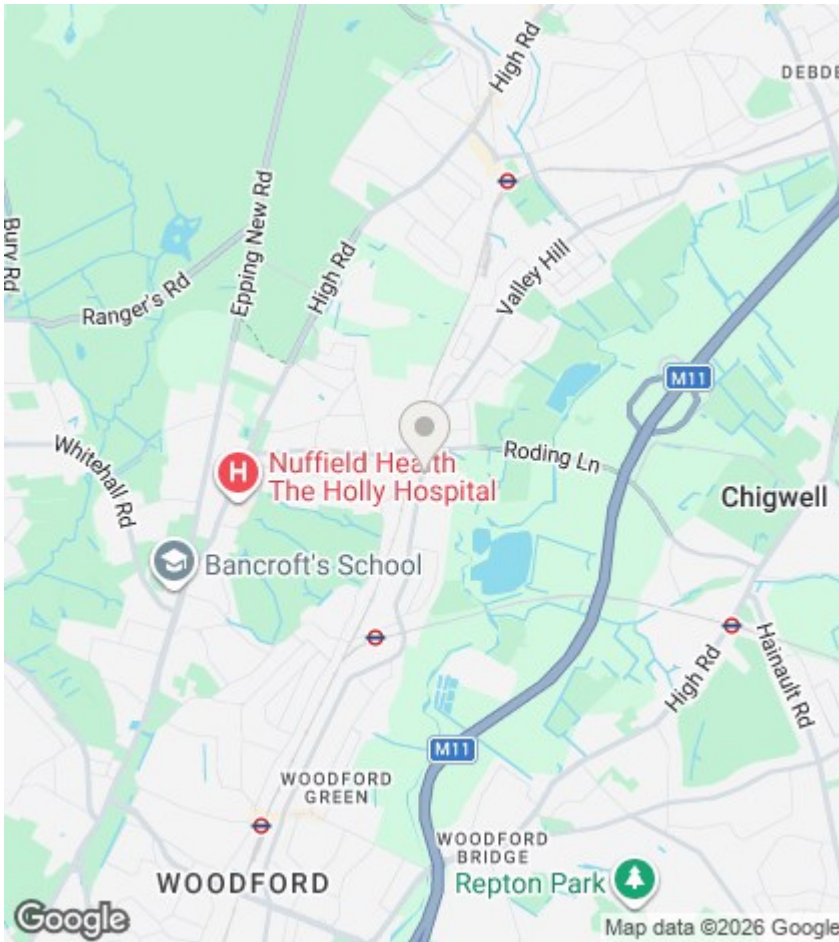 High Rd
DEBDE
Epping New Rd
Bury Rd
High Rd
Valley Hill
Ranger's Rd
M11
Whitehall Rd
Nuffield Health
The Holly Hospital
Roding Ln
Chigwell
Bancroft's School
High Rd
Hainault Rd
M11
WOODFORD
GREEN
WOODFORD
BRIDGE
WOODFORD
Repton Park
Google
Map data ©2026 Google